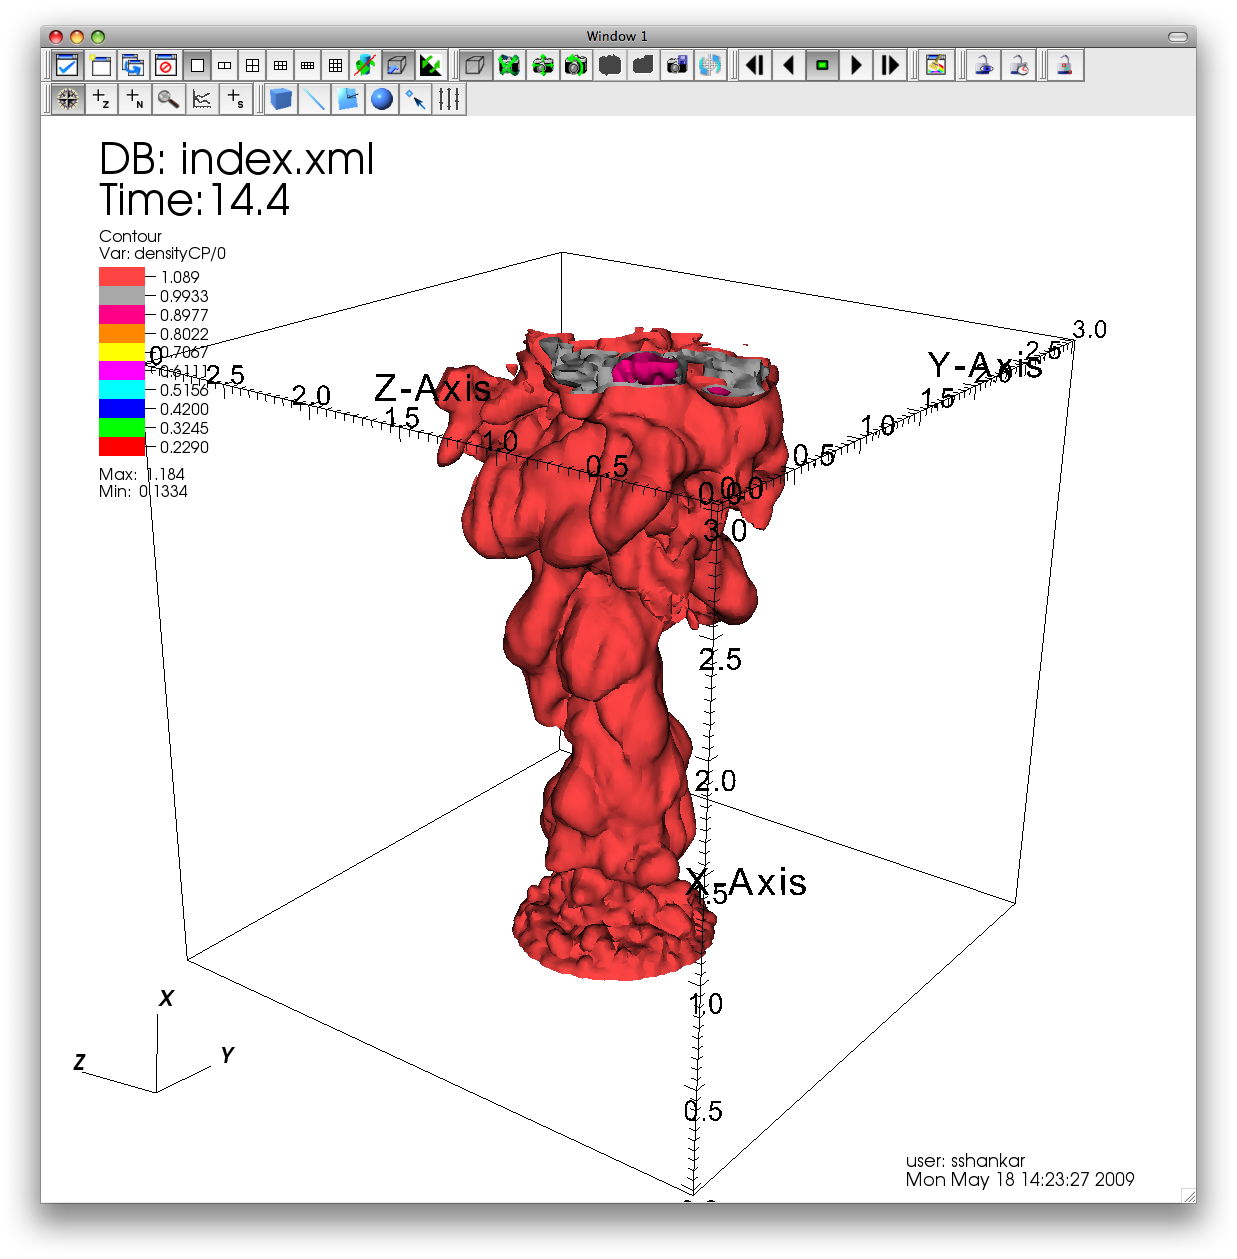 Window 1
DB: index.xml
Time:14.4
Contour
Var: densityCP/0
1.089
0.9933
0.8977
0.8022
0.7067
0.6111
0.5156
0.4200
0.3245
0.2290
Max: 1.184
Min: 0.1334
2.5
2.0
Z-Axis
1.5
1.0
0.5
0.0
0.0
0.5
1.0
1.5
Y-Axis
2.0
2.5
3.0
3.0
2.5
2.0
X-Axis
1.0
0.5
X
Z
Y
user: sshankar
Mon May 18 14:23:27 2009